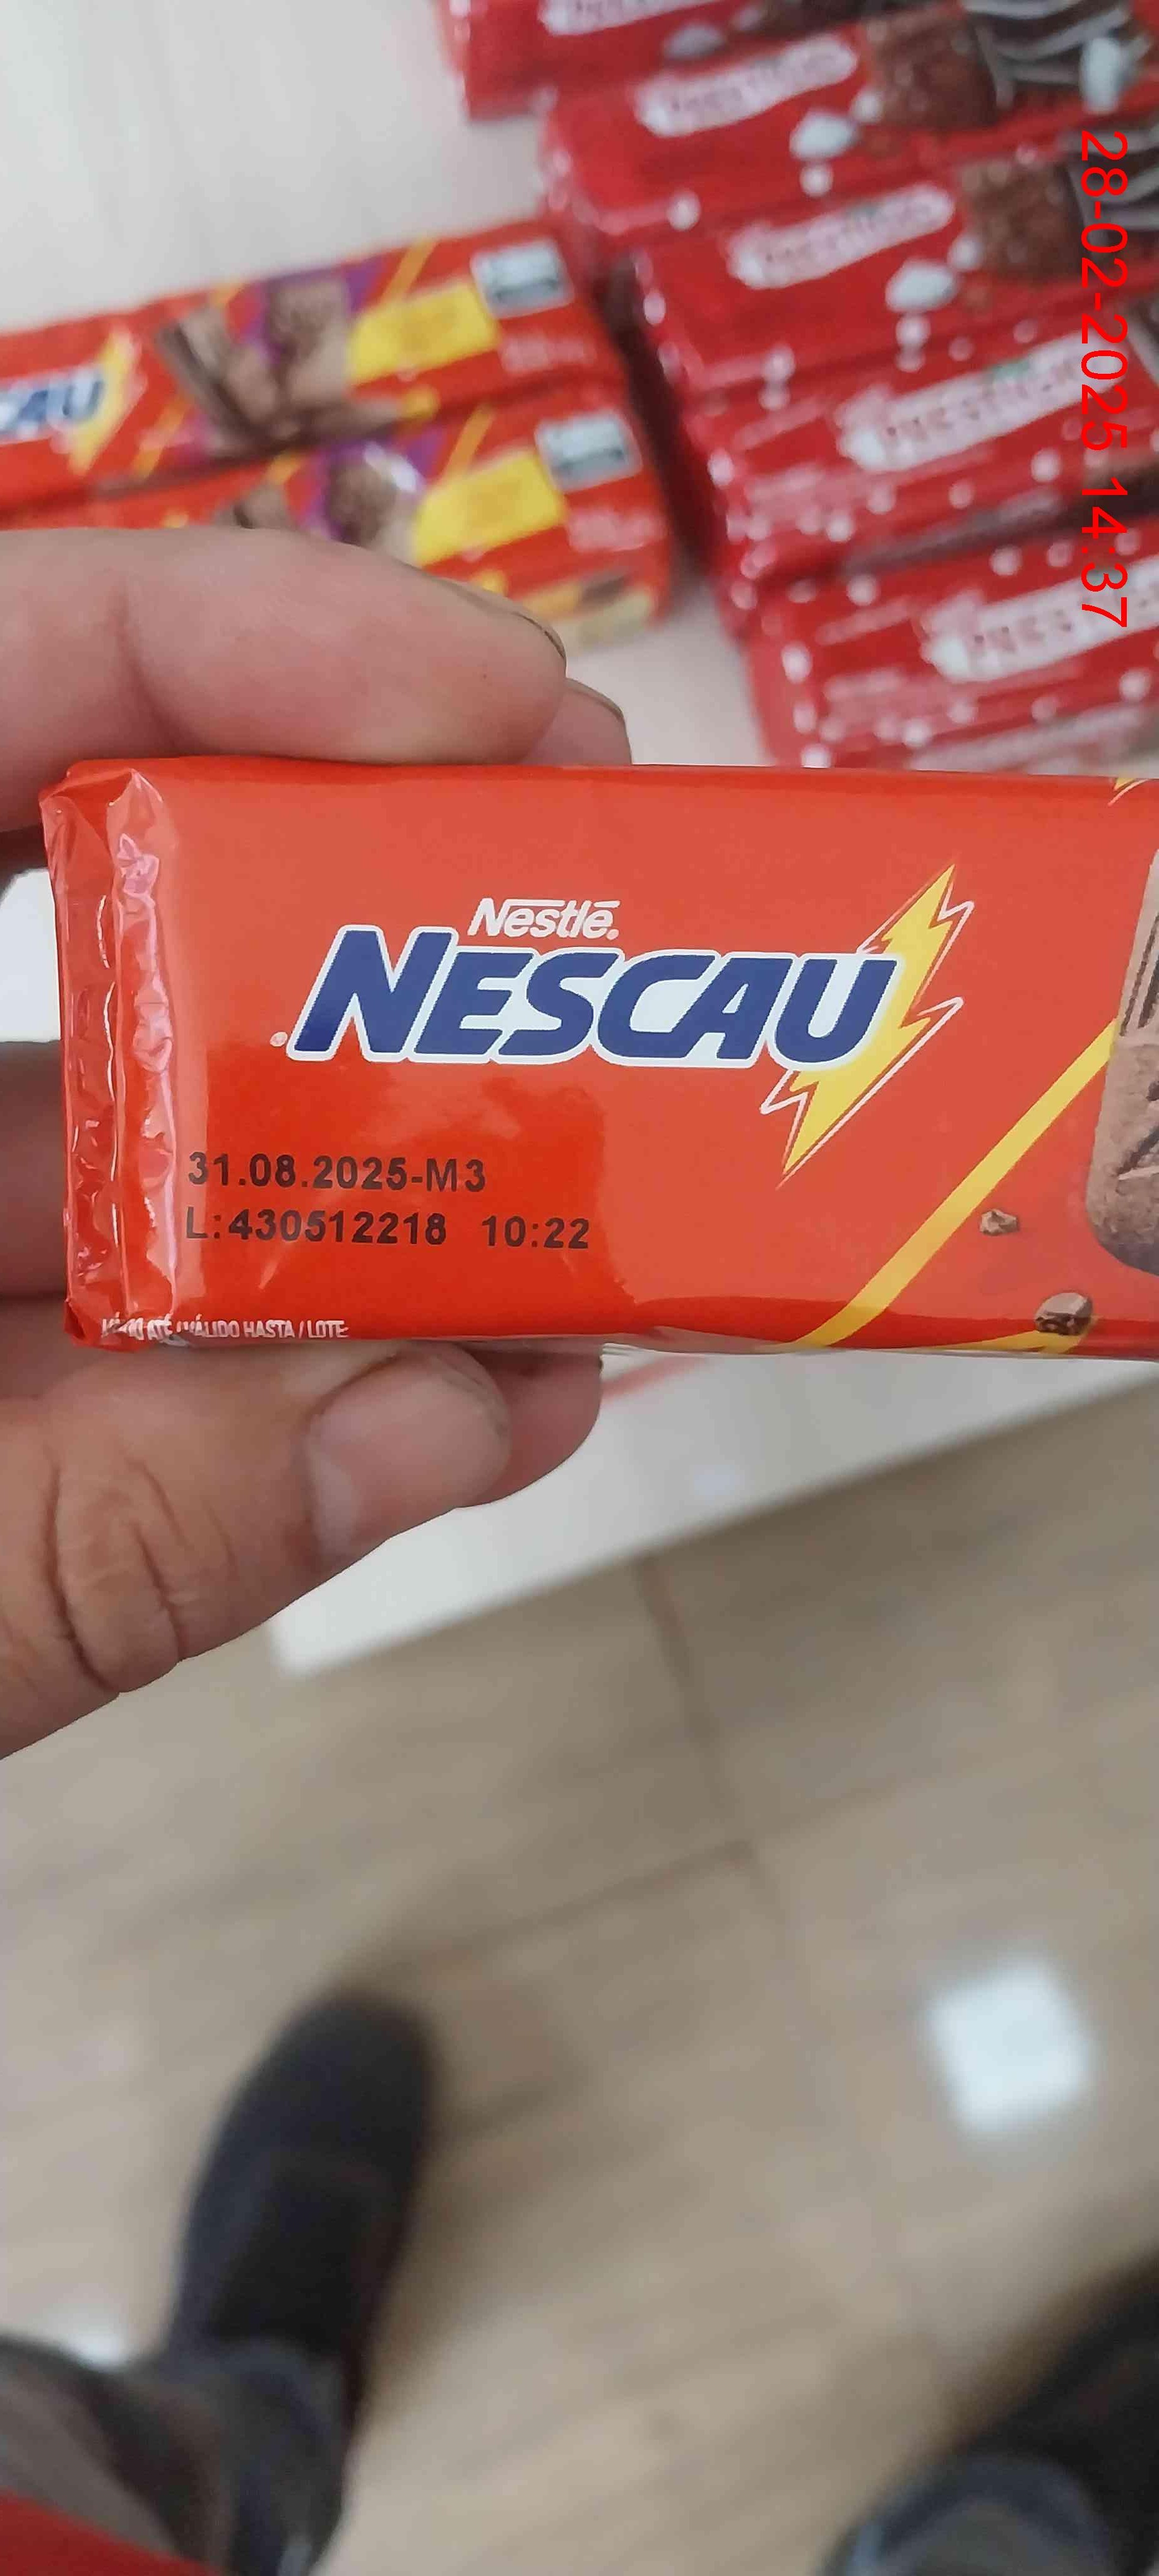 28-02-2025 14:37
Nestlé.
NESCAU
31.08.2025-M3
L:430512218 10:22
VÁLIDO HASTA / LOTE